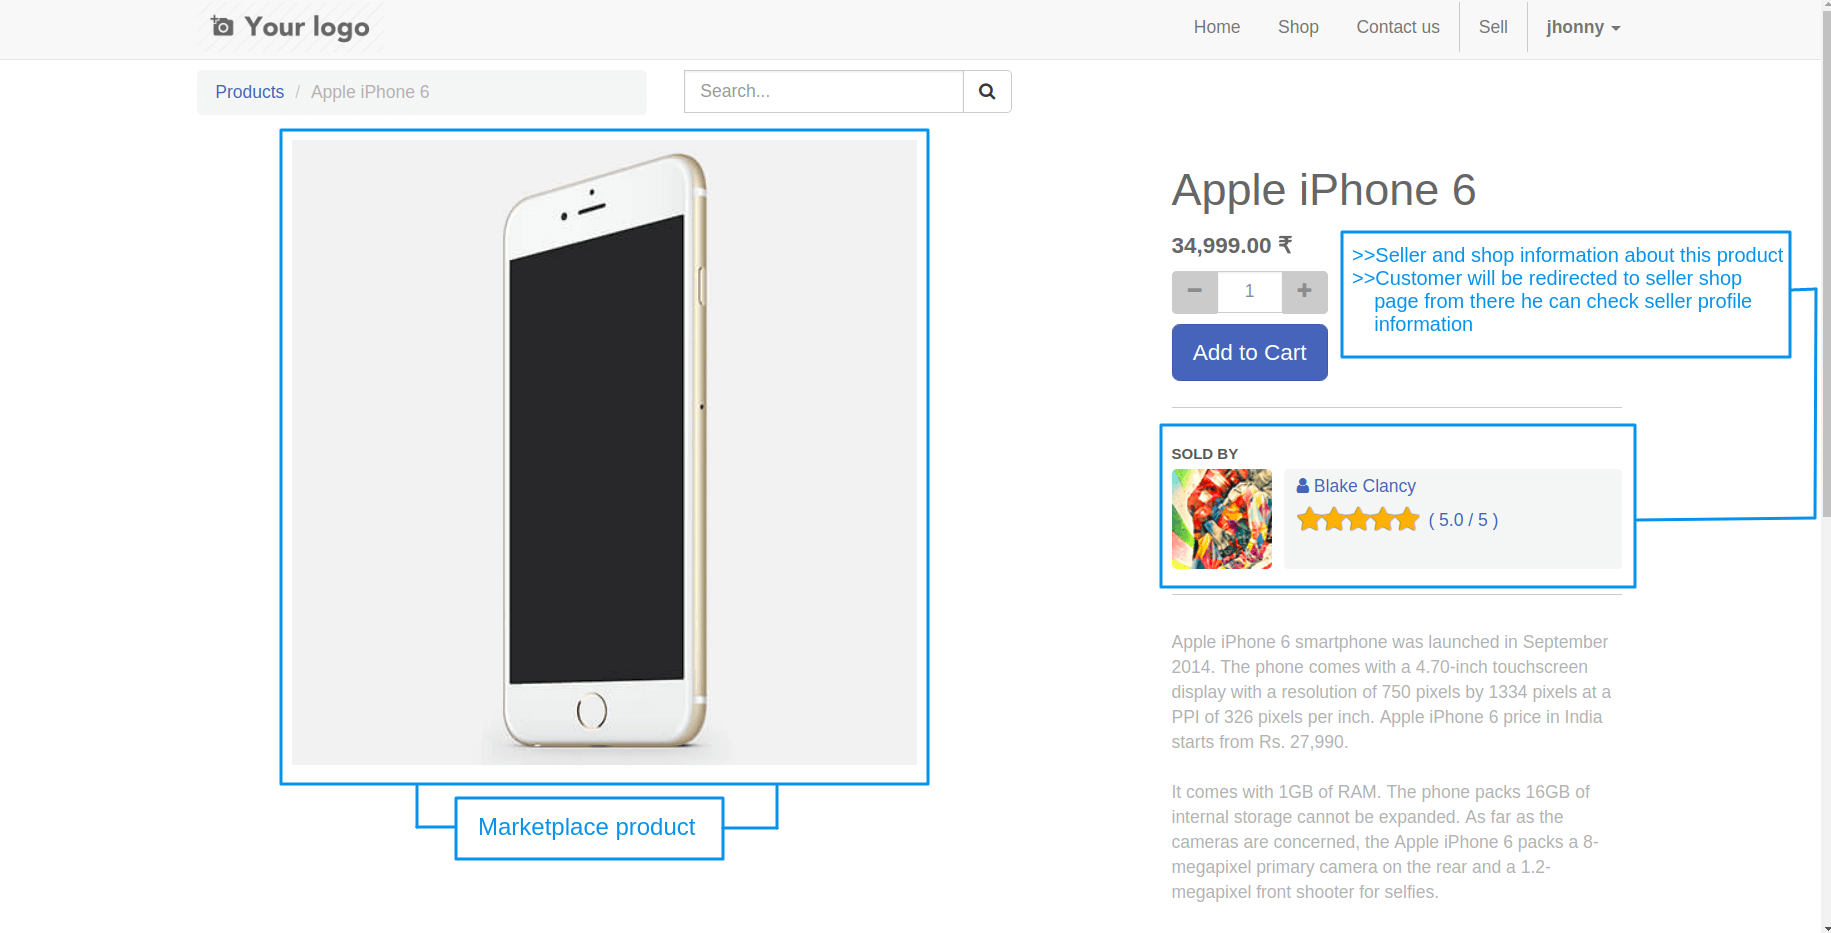 Your logo
Home Shop Contact us Sell jhonny
Products / Apple iPhone 6
Search...
Apple iPhone 6
34,999.00 ₹
>>Seller and shop information about this product
>>Customer will be redirected to seller shop
page from there he can check seller profile
information
1
Add to Cart
SOLD BY
Blake Clancy
( 5.0 / 5 )
Apple iPhone 6 smartphone was launched in September
2014. The phone comes with a 4.70-inch touchscreen
display with a resolution of 750 pixels by 1334 pixels at a
PPI of 326 pixels per inch. Apple iPhone 6 price in India
starts from Rs. 27,990.
It comes with 1GB of RAM. The phone packs 16GB of
internal storage cannot be expanded. As far as the
cameras are concerned, the Apple iPhone 6 packs a 8-
megapixel primary camera on the rear and a 1.2-
megapixel front shooter for selfies.
Marketplace product